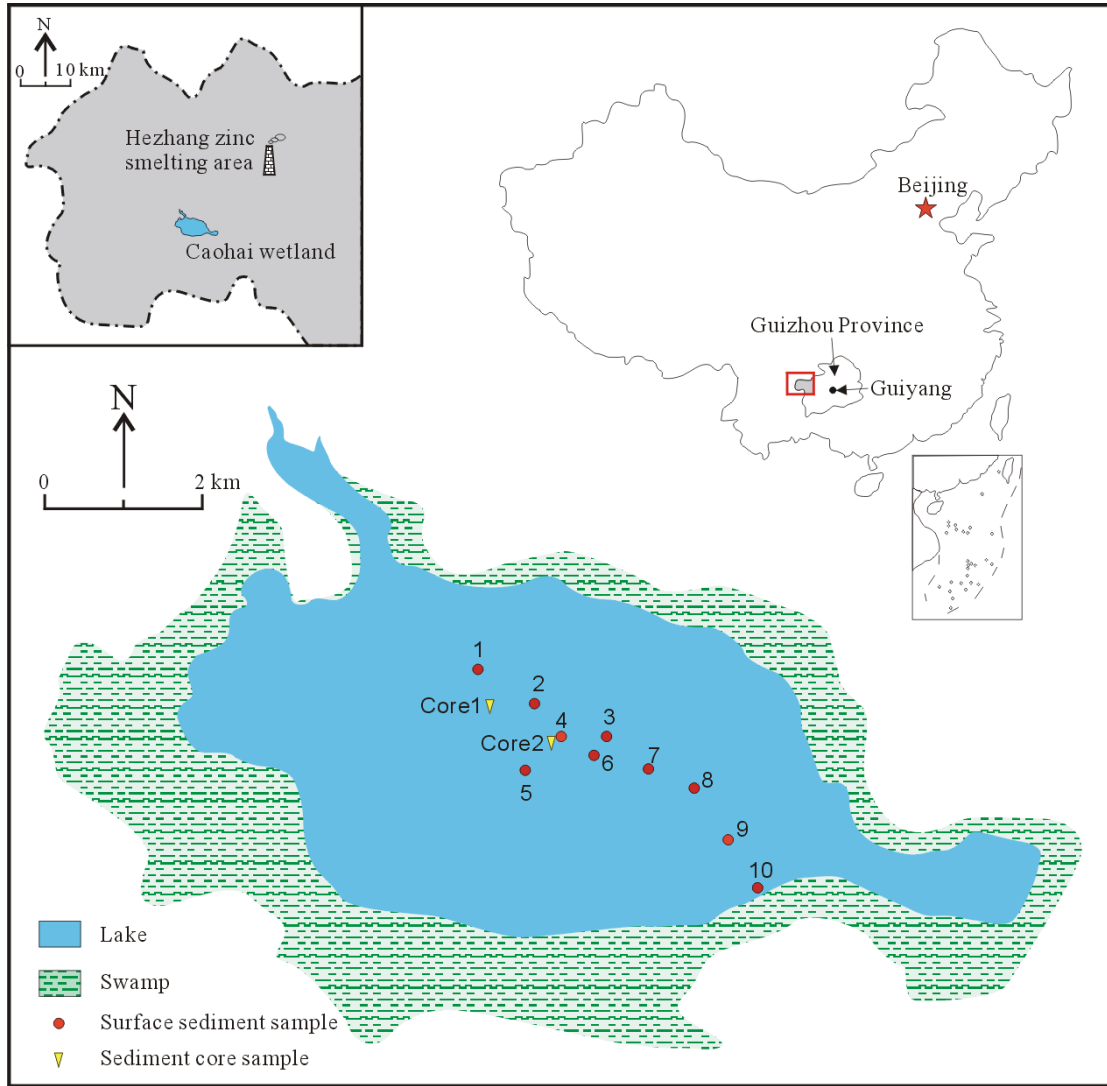 N
0 10 km
Hezhang zinc
smelting area
Caohai wetland
Beijing
Guizhou Province
Guiyang
N
0 2 km
1
2
Core1
4
3
Core2
6
7
5
8
9
10
Lake
Swamp
Surface sediment sample
Sediment core sample